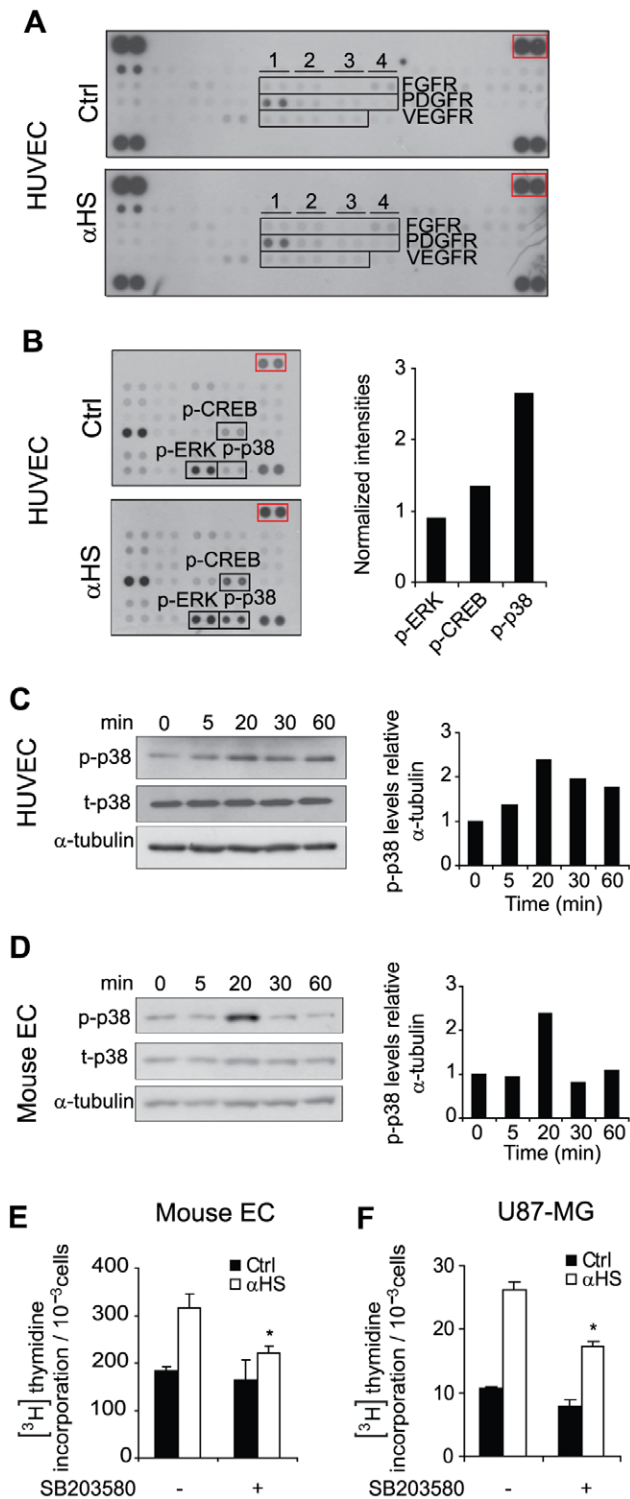 A
HUVEC
Ctrl
1 2 3 4
FGFR
PDGFR
VEGFR
αHS
1 2 3 4
FGFR
PDGFR
VEGFR
B
HUVEC
Ctrl
p-CREB
p-ERK p-p38
αHS
p-CREB
p-ERK p-p38
Normalized intensities
3
2
1
0
p-ERK
p-CREB
p-p38
C
HUVEC
min 0 5 20 30 60
p-p38
t-p38
α-tubulin
p-p38 levels relative
α-tubulin
3
2
1
0
0 5 20 30 60
Time (min)
D
Mouse EC
min 0 5 20 30 60
p-p38
t-p38
α-tubulin
p-p38 levels relative
α-tubulin
3
2
1
0
0 5 20 30 60
Time (min)
E
Mouse EC
[³H] thymidine
incorporation / 10⁻³cells
400
300
200
100
0
Ctrl
αHS
*
SB203580 - +
F
U87-MG
[³H] thymidine
incorporation / 10⁻³cells
30
20
10
0
Ctrl
αHS
*
SB203580 - +